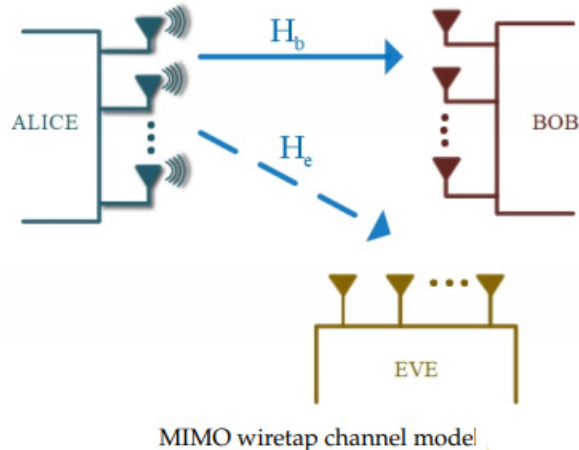 H_b
ALICE
BOB
H_e
EVE
MIMO wiretap channel model